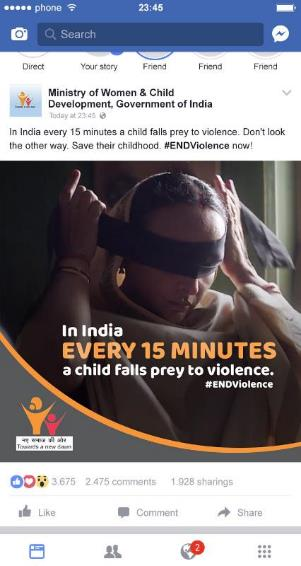 phone 23:45
Search
Direct Your story Friend Friend Friend
Ministry of Women & Child
Development, Government of India
Today at 23:45
In India every 15 minutes a child falls prey to violence. Don't look
the other way. Save their childhood. #ENDViolence now!
In India
EVERY 15 MINUTES
a child falls prey to violence.
#ENDViolence
नए समाज की ओर
Towards a new dawn
3.675 2.475 comments 1.928 sharings
Like Comment Share
2